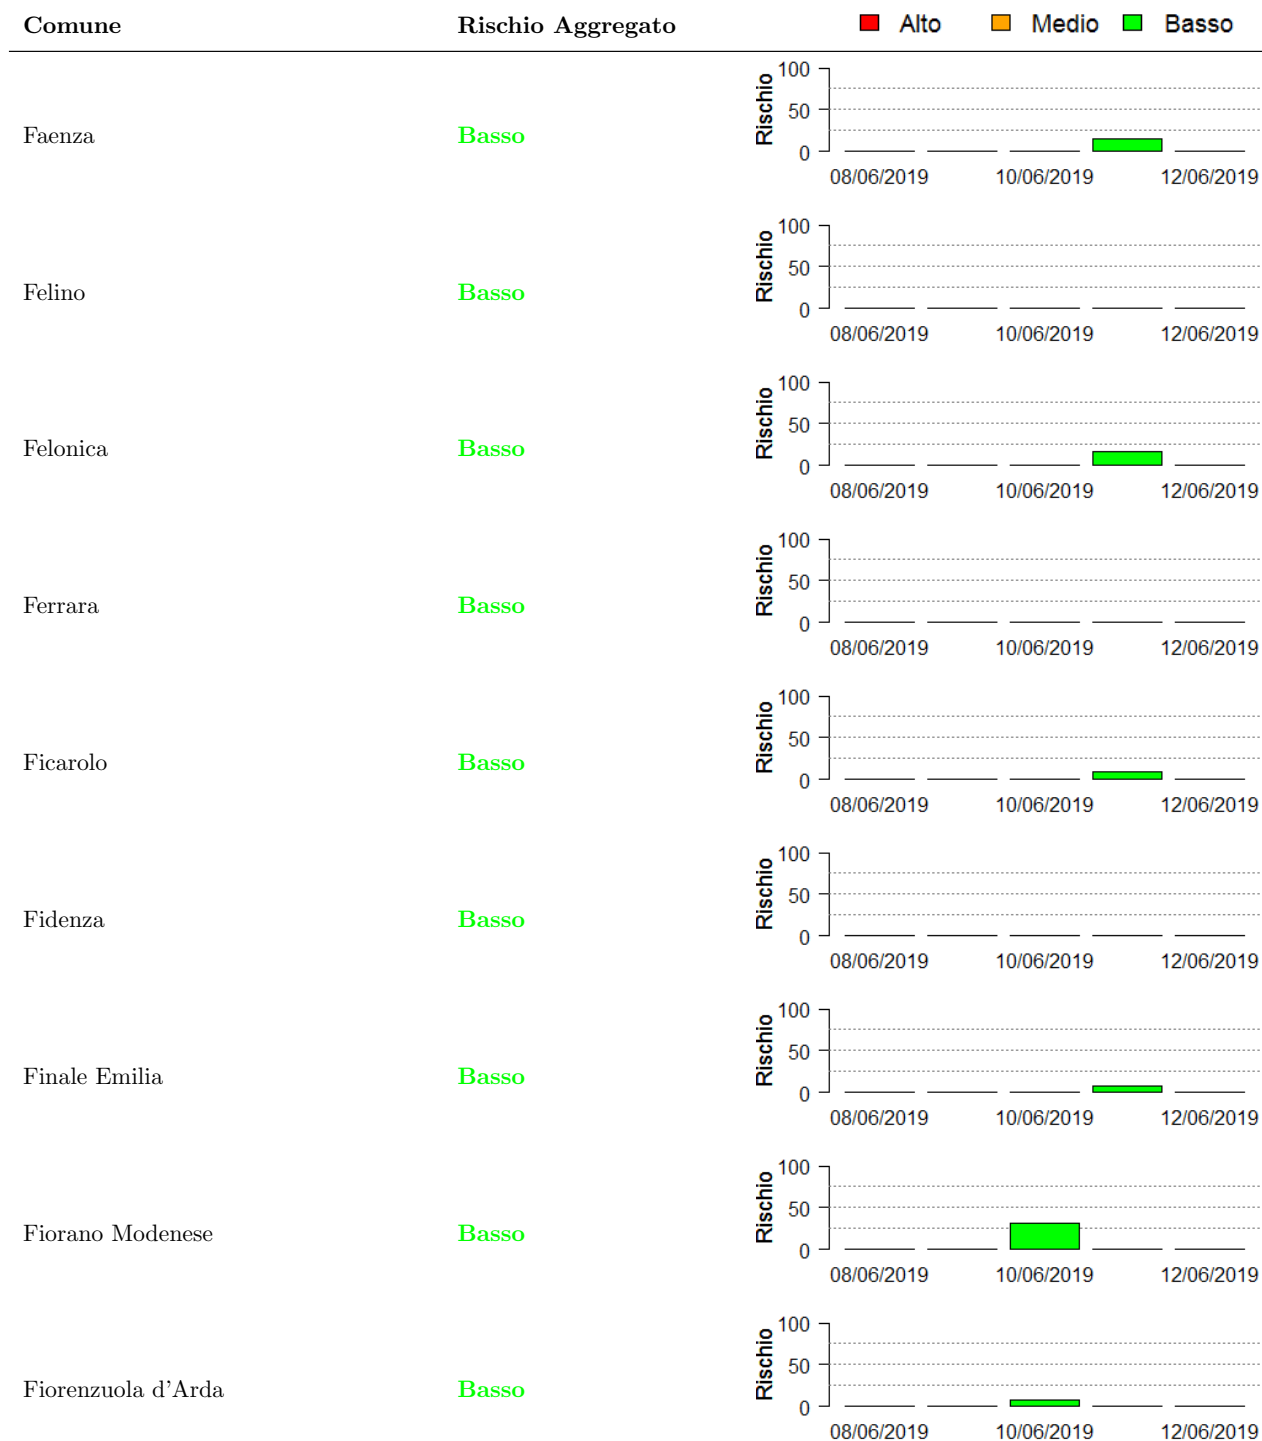 Comune Rischio Aggregato Alto Medio Basso
100
50
0
Rischio
Faenza Basso
08/06/2019 10/06/2019 12/06/2019
100
50
0
Rischio
Felino Basso
08/06/2019 10/06/2019 12/06/2019
100
50
0
Rischio
Felonica Basso
08/06/2019 10/06/2019 12/06/2019
100
50
0
Rischio
Ferrara Basso
08/06/2019 10/06/2019 12/06/2019
100
50
0
Rischio
Ficarolo Basso
08/06/2019 10/06/2019 12/06/2019
100
50
0
Rischio
Fidenza Basso
08/06/2019 10/06/2019 12/06/2019
100
50
0
Rischio
Finale Emilia Basso
08/06/2019 10/06/2019 12/06/2019
100
50
0
Rischio
Fiorano Modenese Basso
08/06/2019 10/06/2019 12/06/2019
100
50
0
Rischio
Fiorenzuola d'Arda Basso
08/06/2019 10/06/2019 12/06/2019